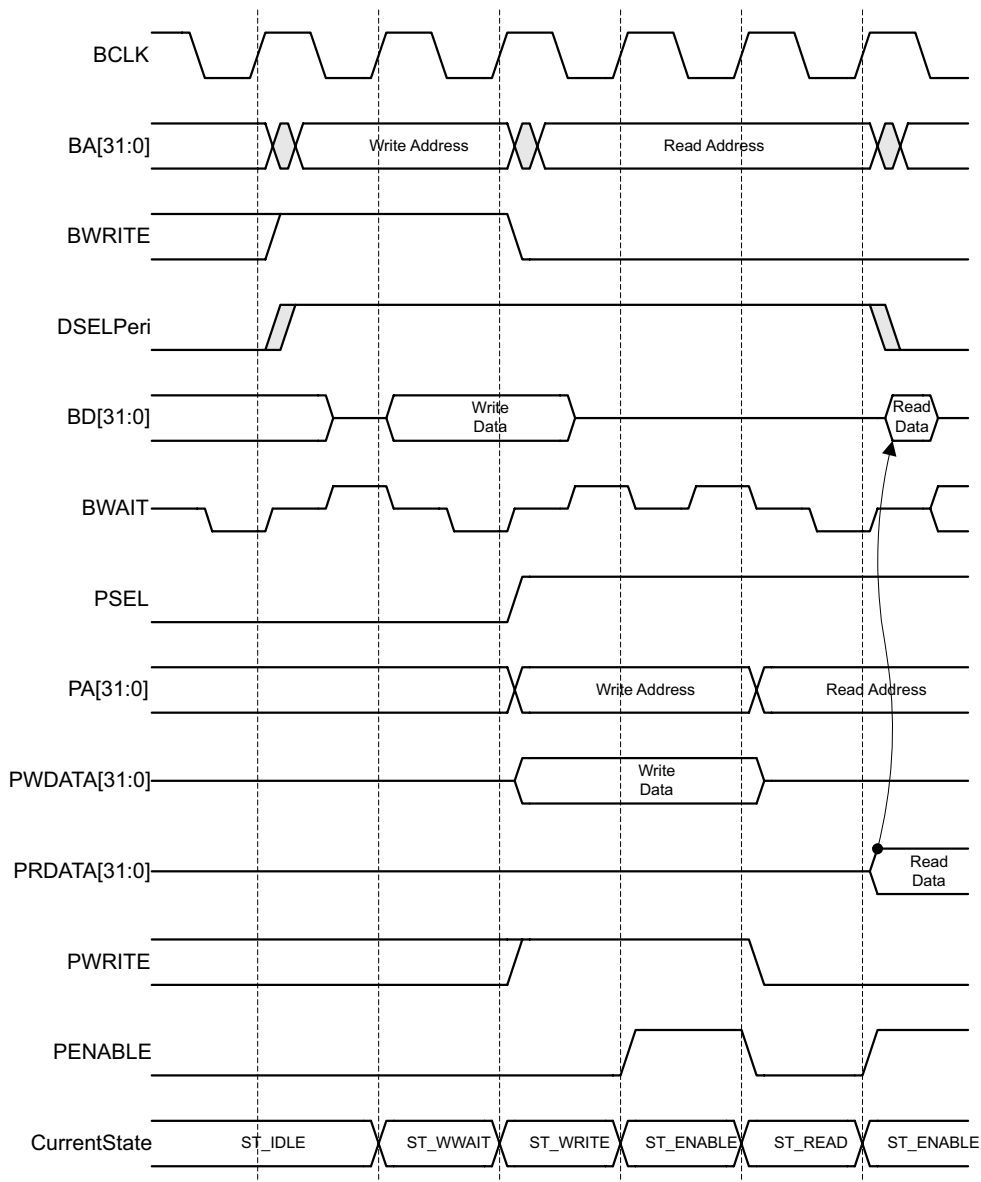 BCLK
BA[31:0]
Write Address
Read Address
BWRITE
DSELPeri
BD[31:0]
Write
Data
Read
Data
BWAIT
PSEL
PA[31:0]
Write Address
Read Address
PWDATA[31:0]
Write
Data
PRDATA[31:0]
Read
Data
PWRITE
PENABLE
CurrentState
ST_IDLE
ST_WWAIT
ST_WRITE
ST_ENABLE
ST_READ
ST_ENABLE